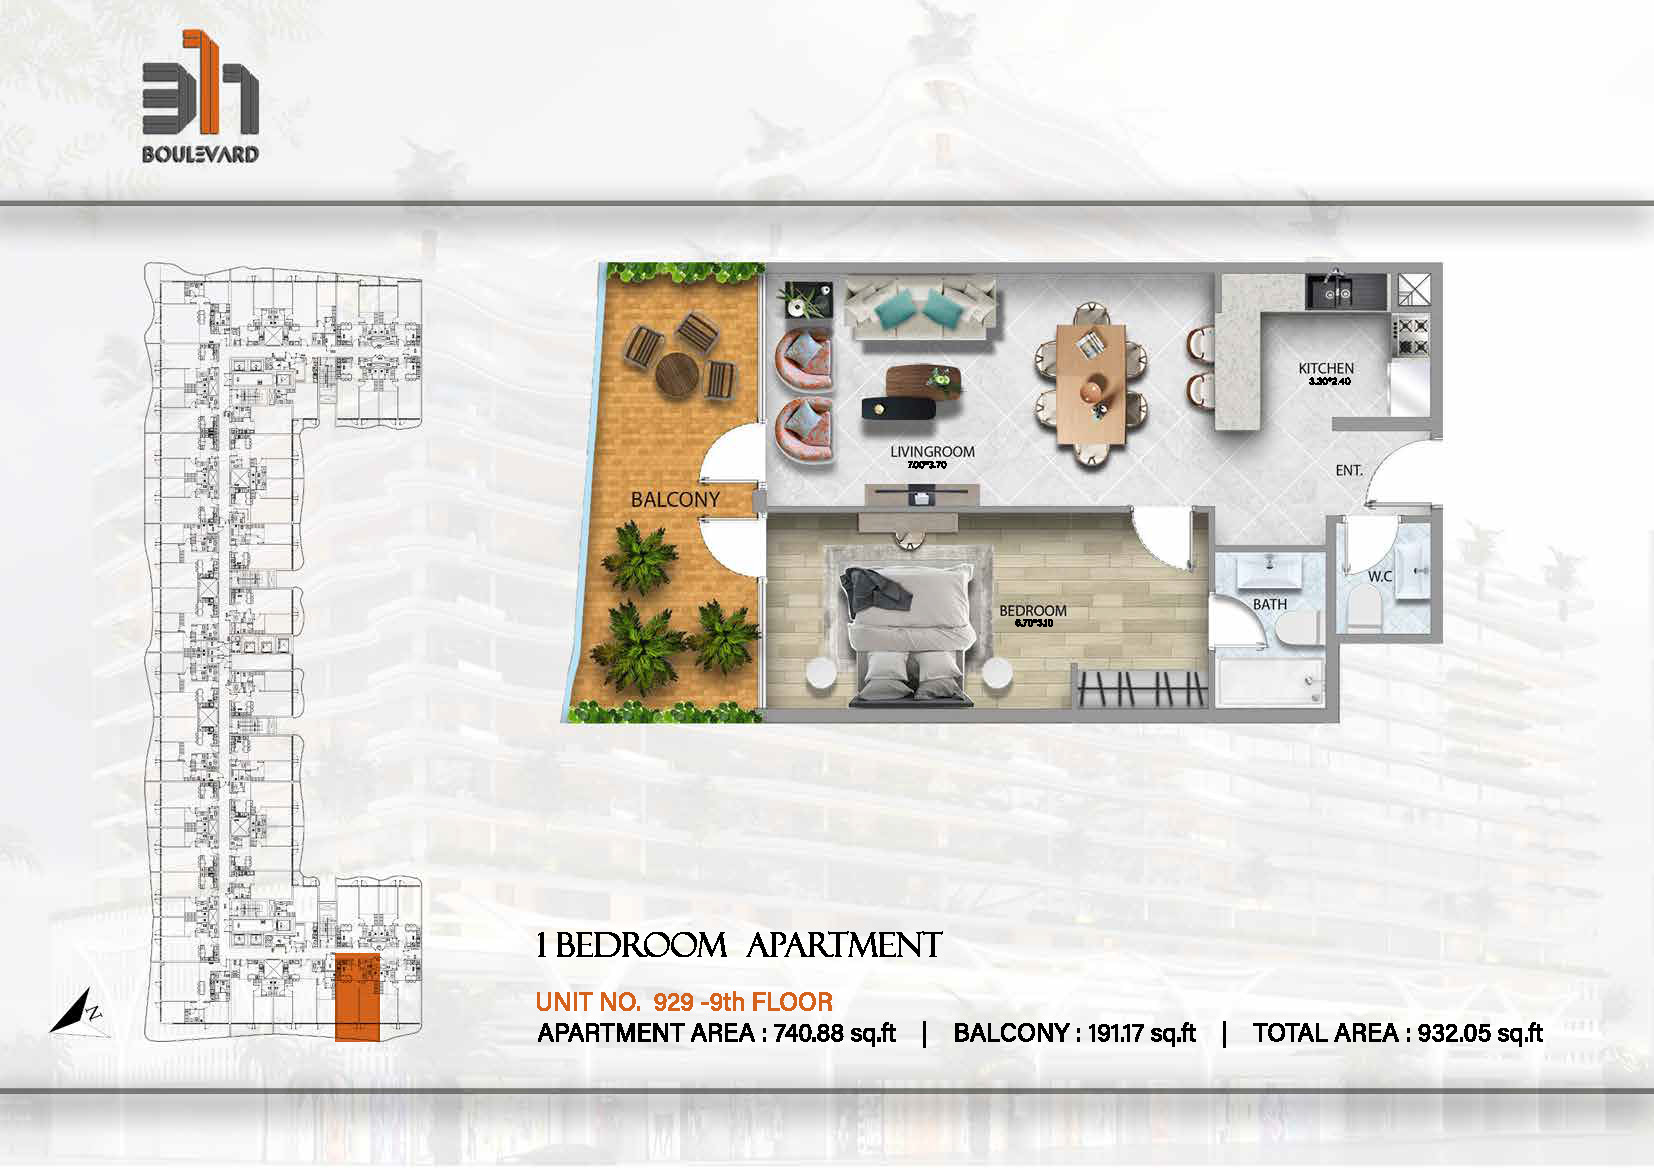 311
BOULEVARD
KITCHEN
3.30*2.40
LIVINGROOM
7.00*3.70
ENT.
BALCONY
W.C
BATH
BEDROOM
6.70*3.10
1 BEDROOM APARTMENT
UNIT NO. 929 -9th FLOOR
APARTMENT AREA : 740.88 sq.ft | BALCONY : 191.17 sq.ft | TOTAL AREA : 932.05 sq.ft
N